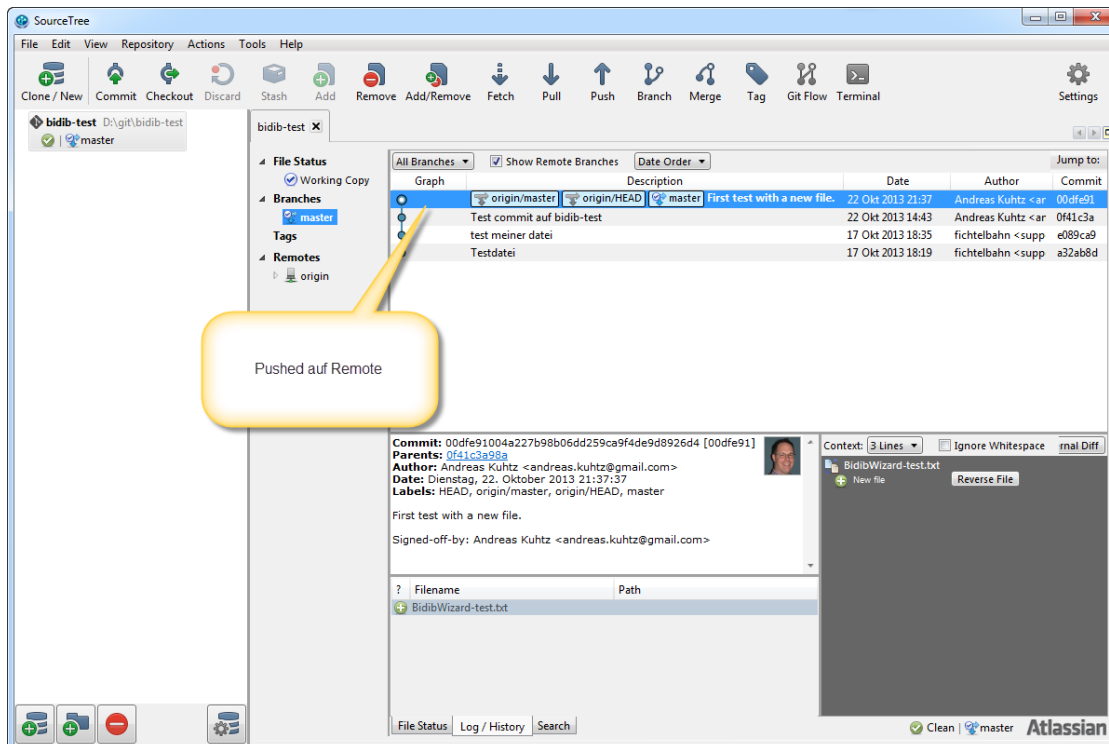 SourceTree
File Edit View Repository Actions Tools Help
Clone / New Commit Checkout Discard Stash Add Remove Add/Remove Fetch Pull Push Branch Merge Tag Git Flow Terminal Settings
bidib-test D:\git\bidib-test
master
bidib-test
File Status
Working Copy
Branches
master
Tags
Remotes
origin
All Branches Show Remote Branches Date Order Jump to:
Graph Description Date Author Commit
origin/master origin/HEAD master First test with a new file. 22 Okt 2013 21:37 Andreas Kuhtz <ar 00dfe91
Test commit auf bidib-test 22 Okt 2013 14:43 Andreas Kuhtz <ar 0f41c3a
test meiner datei 17 Okt 2013 18:35 fichtelbahn <supp e089ca9
Testdatei 17 Okt 2013 18:19 fichtelbahn <supp a32ab8d
Pushed auf Remote
Commit: 00dfe91004a227b98b06dd259ca9f4de9d8926d4 [00dfe91]
Parents: 0f41c3a98a
Author: Andreas Kuhtz <andreas.kuhtz@gmail.com>
Date: Dienstag, 22. Oktober 2013 21:37:37
Labels: HEAD, origin/master, origin/HEAD, master
First test with a new file.
Signed-off-by: Andreas Kuhtz <andreas.kuhtz@gmail.com>
Context: 3 Lines Ignore Whitespace rnal Diff
BidibWizard-test.txt
New file Reverse File
? Filename Path
BidibWizard-test.txt
File Status Log / History Search
Clean | master Atlassian